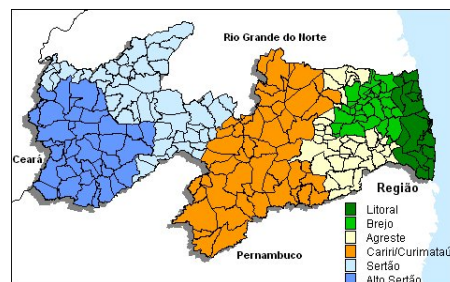 Rio Grande do Norte
Ceará
Pernambuco
Região
Litoral
Brejo
Agreste
Cariri/Curimataú
Sertão
Alto Sertão